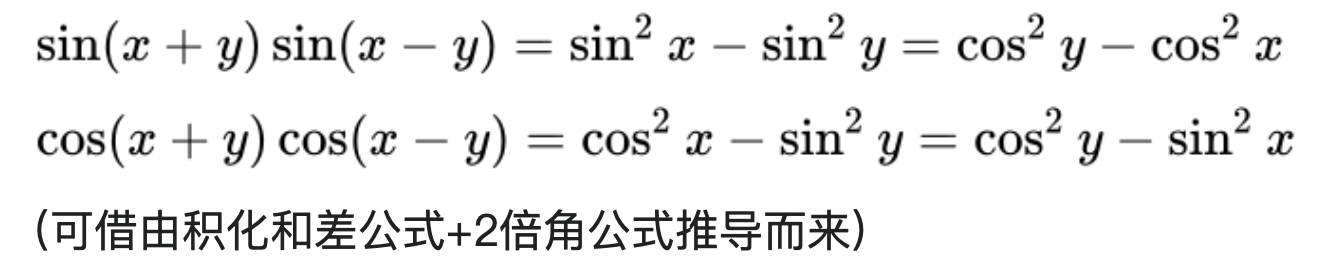 sin(x + y) sin(x − y) = sin² x − sin² y = cos² y − cos² x
cos(x + y) cos(x − y) = cos² x − sin² y = cos² y − sin² x
(可借由积化和差公式+2倍角公式推导而来)